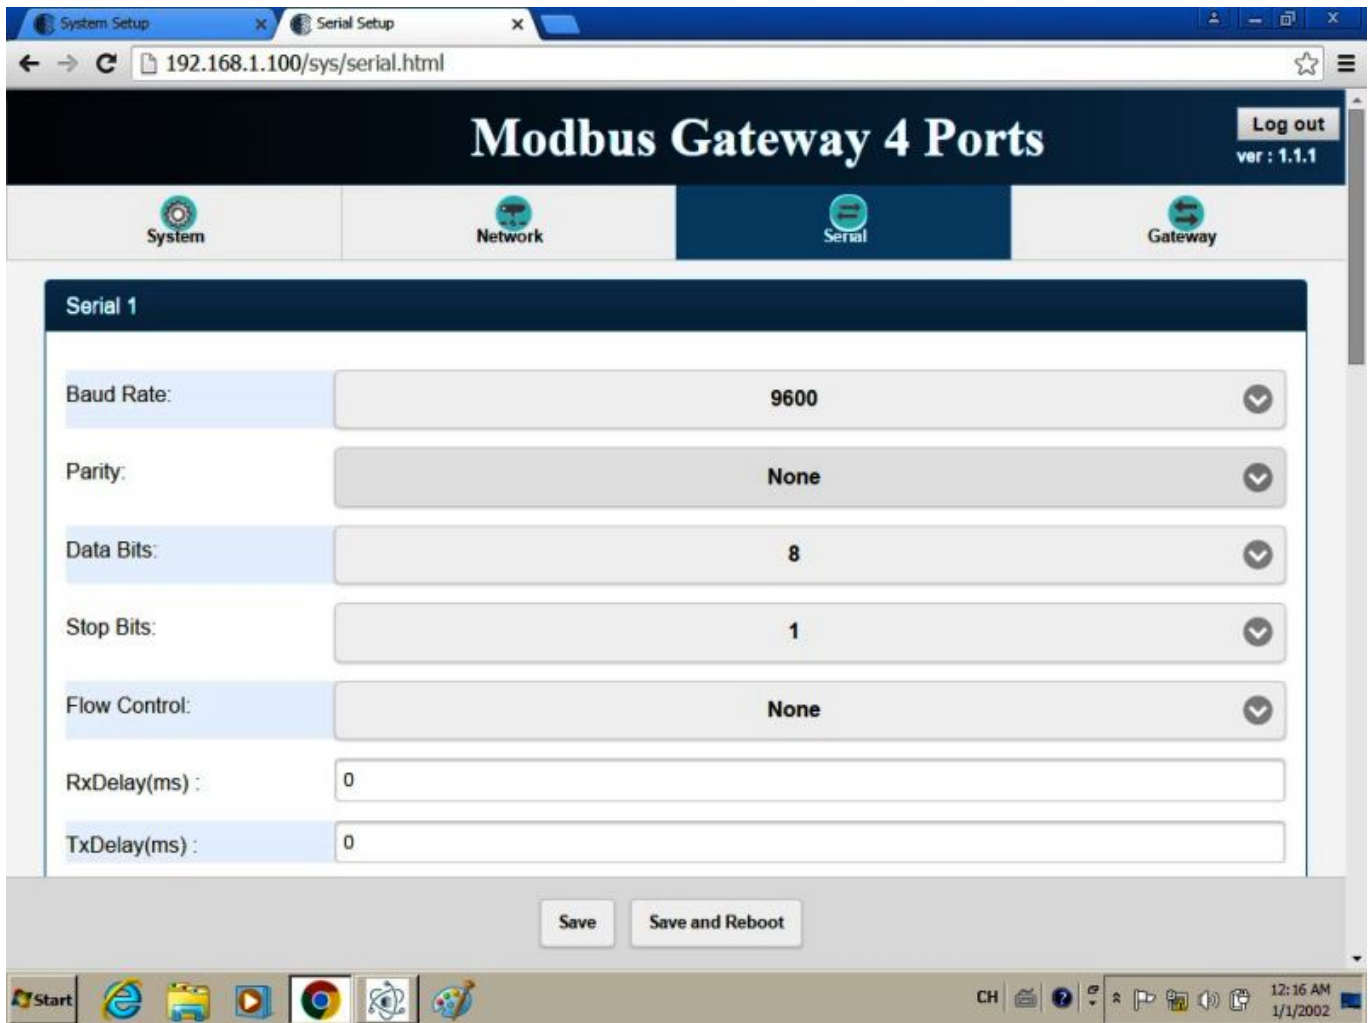 System Setup
Serial Setup
192.168.1.100/sys/serial.html
Modbus Gateway 4 Ports
Log out
ver : 1.1.1
System
Network
Serial
Gateway
Serial 1
Baud Rate:
9600
Parity:
None
Data Bits:
8
Stop Bits:
1
Flow Control:
None
RxDelay(ms) :
0
TxDelay(ms) :
0
Save
Save and Reboot
Start
CH
12:16 AM
1/1/2002